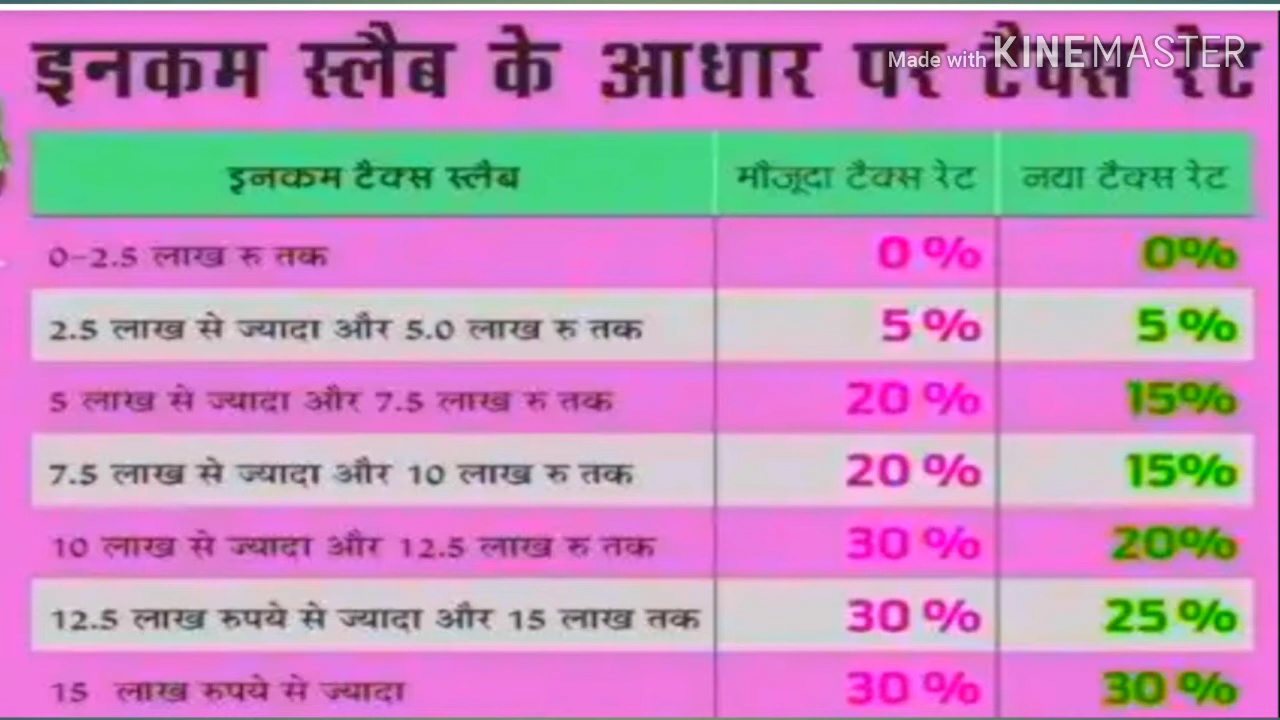 इनकम स्लैब के आधार पर टैक्स रेट
Made with KINEMASTER
इनकम टैक्स स्लैब मौजूदा टैक्स रेट नया टैक्स रेट
0-2.5 लाख रु तक 0 % 0%
2.5 लाख से ज्यादा और 5.0 लाख रु तक 5 % 5 %
5 लाख से ज्यादा और 7.5 लाख रु तक 20 % 15%
7.5 लाख से ज्यादा और 10 लाख रु तक 20 % 15%
10 लाख से ज्यादा और 12.5 लाख रु तक 30 % 20%
12.5 लाख रुपये से ज्यादा और 15 लाख तक 30 % 25 %
15 लाख रुपये से ज्यादा 30 % 30 %